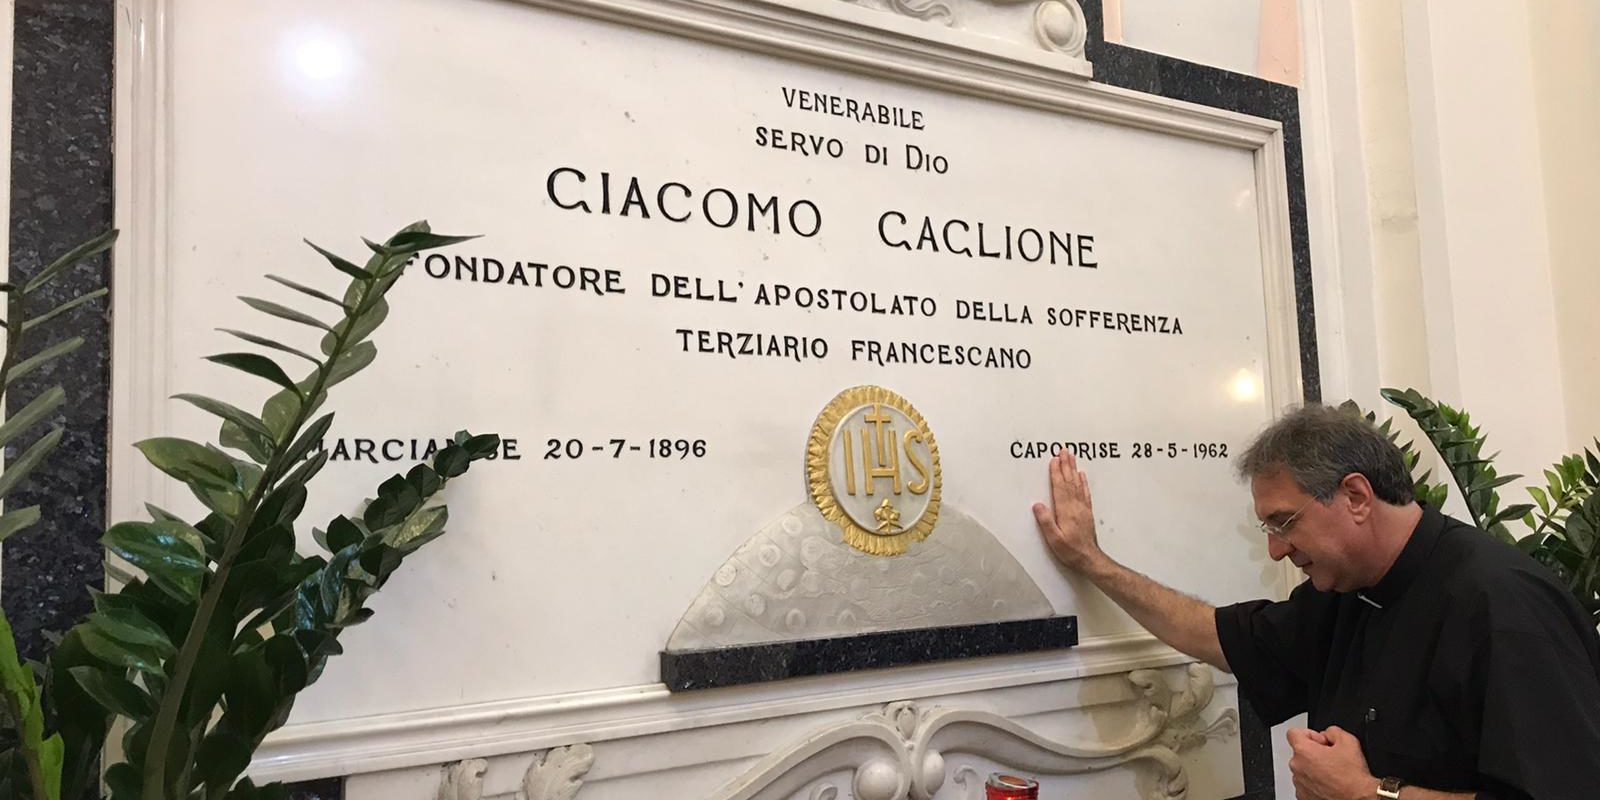 VENERABILE
SERVO DI DIO
GIACOMO GAGLIONE
FONDATORE DELL'APOSTOLATO DELLA SOFFERENZA
TERZIARIO FRANCESCANO
MARCIANISE 20-7-1896
IHS
CAPODRISE 28-5-1962